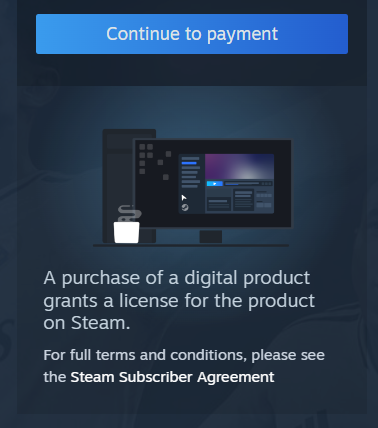 Continue to payment
A purchase of a digital product
grants a license for the product
on Steam.
For full terms and conditions, please see
the Steam Subscriber Agreement